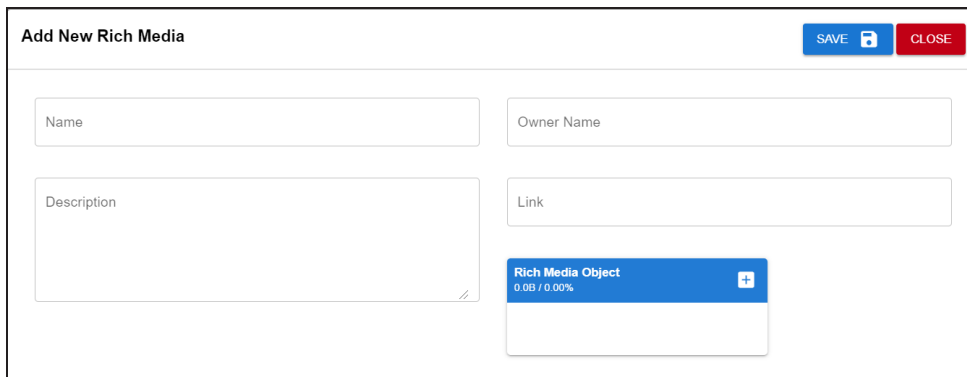 Add New Rich Media
SAVE
CLOSE
Name
Owner Name
Description
Link
Rich Media Object
0.0B / 0.00%